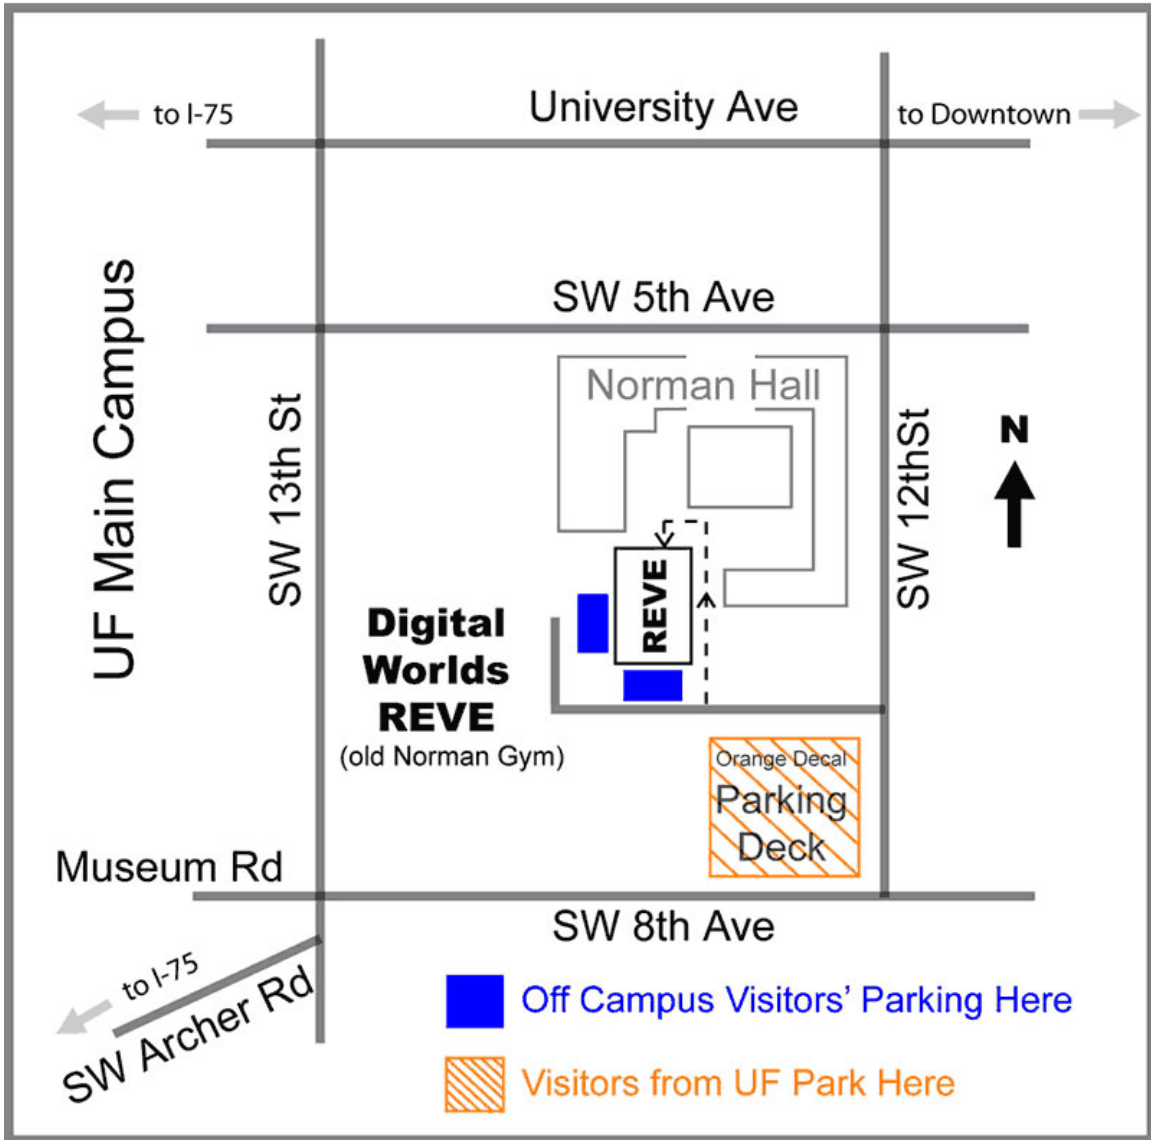 University Ave
to I-75
to Downtown
SW 5th Ave
UF Main Campus
SW 13th St
Norman Hall
SW 12thSt
N
REVE
Digital
Worlds
REVE
(old Norman Gym)
Orange Decal
Parking
Deck
Museum Rd
SW 8th Ave
to I-75
SW Archer Rd
Off Campus Visitors’ Parking Here
Visitors from UF Park Here